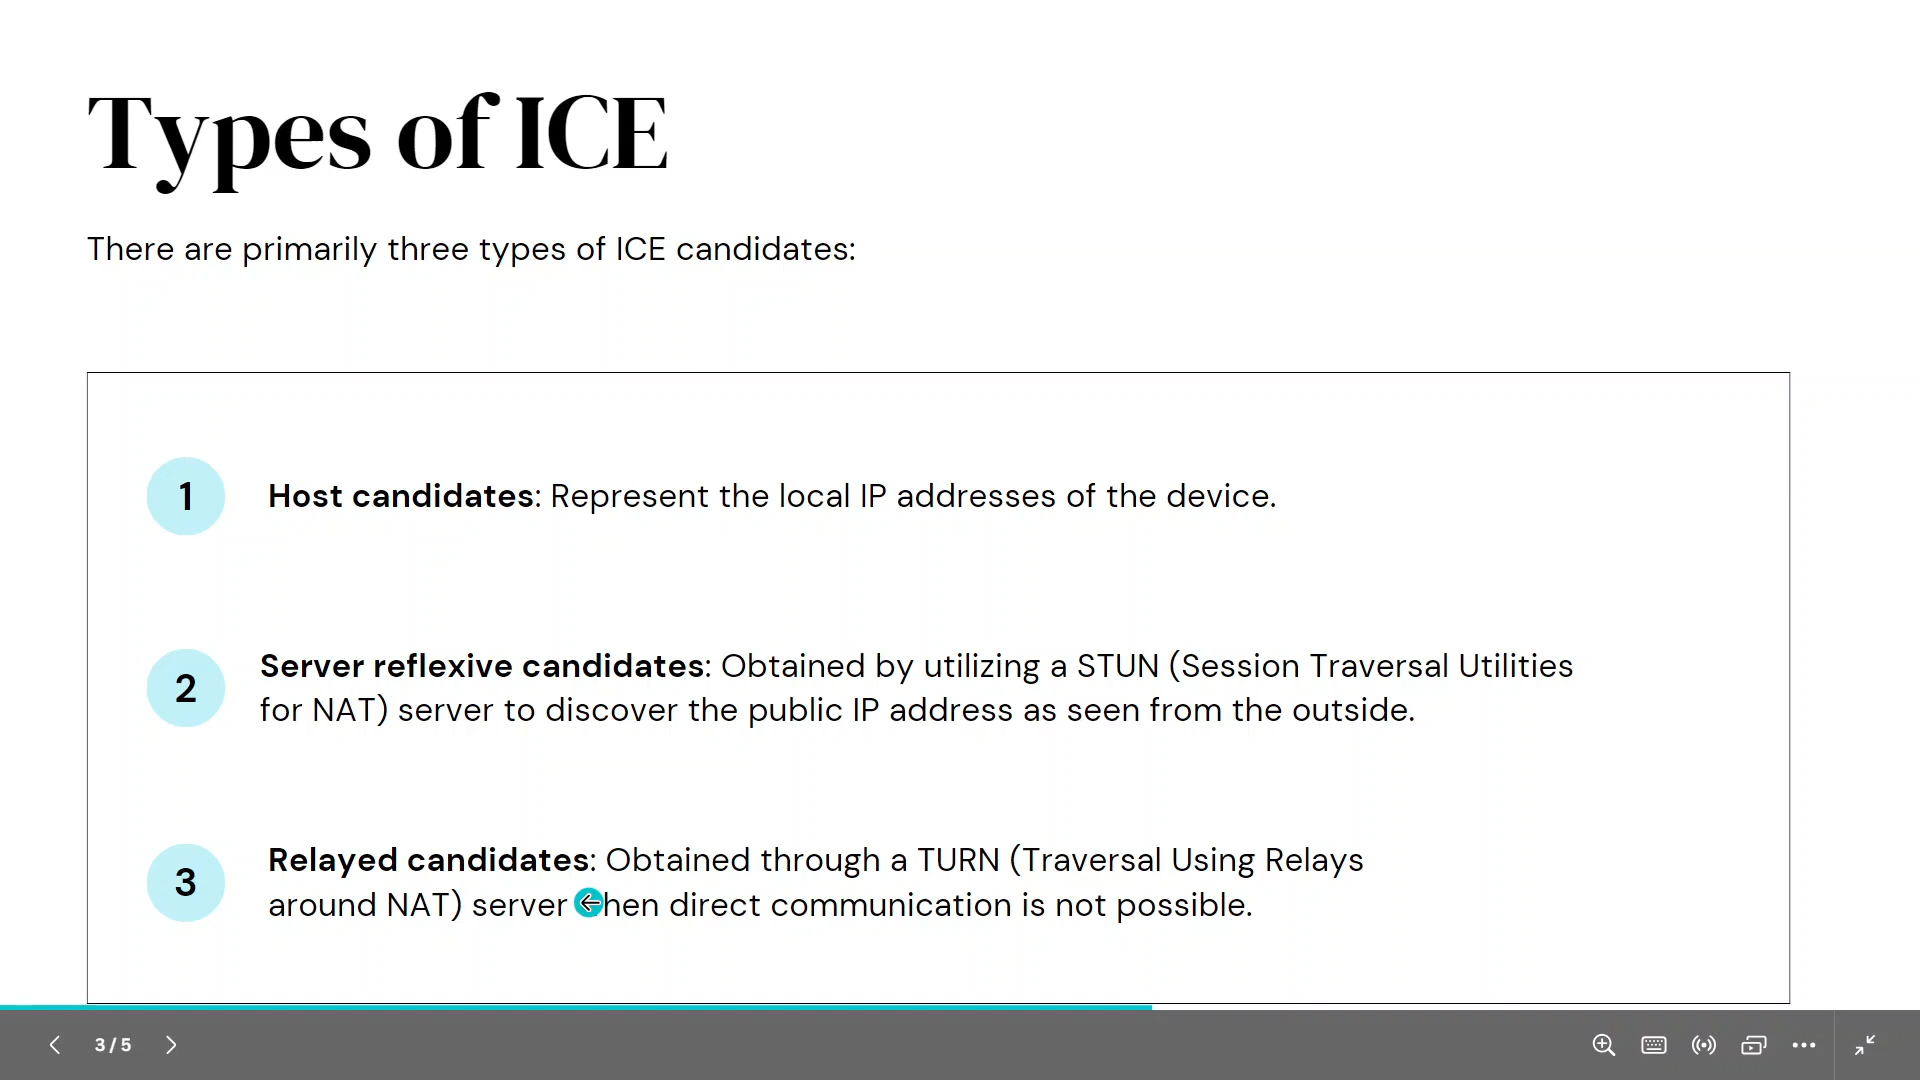 Types of ICE
There are primarily three types of ICE candidates:
1
Host candidates: Represent the local IP addresses of the device.
2
Server reflexive candidates: Obtained by utilizing a STUN (Session Traversal Utilities
for NAT) server to discover the public IP address as seen from the outside.
3
Relayed candidates: Obtained through a TURN (Traversal Using Relays
around NAT) server hen direct communication is not possible.
3 / 5